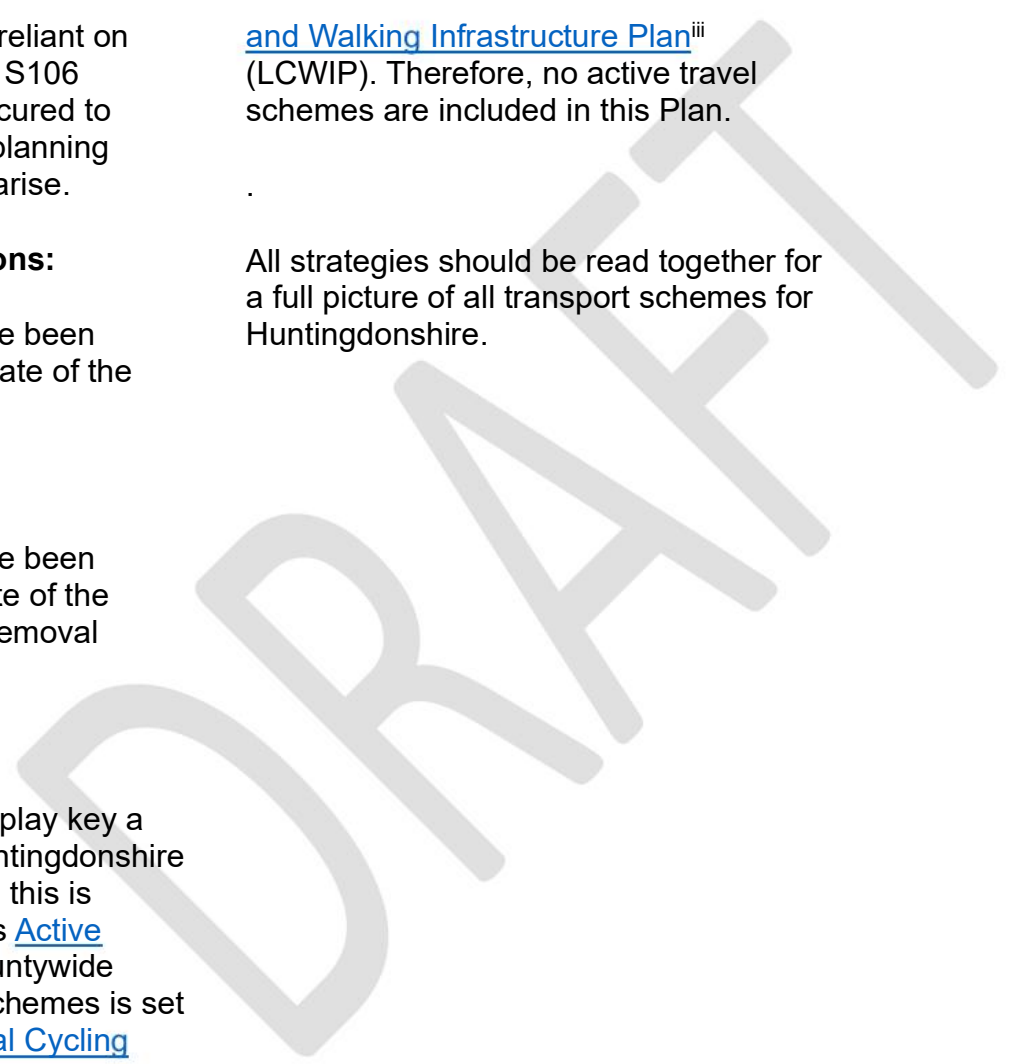 reliant on
S106
cured to
planning
arise.
ons:
e been
ate of the
e been
te of the
emoval
play key a
ntingdonshire
this is
s Active
untywide
chemes is set
al Cycling
and Walking Infrastructure Planiii
(LCWIP). Therefore, no active travel
schemes are included in this Plan.
.
All strategies should be read together for
a full picture of all transport schemes for
Huntingdonshire.
DRAFT